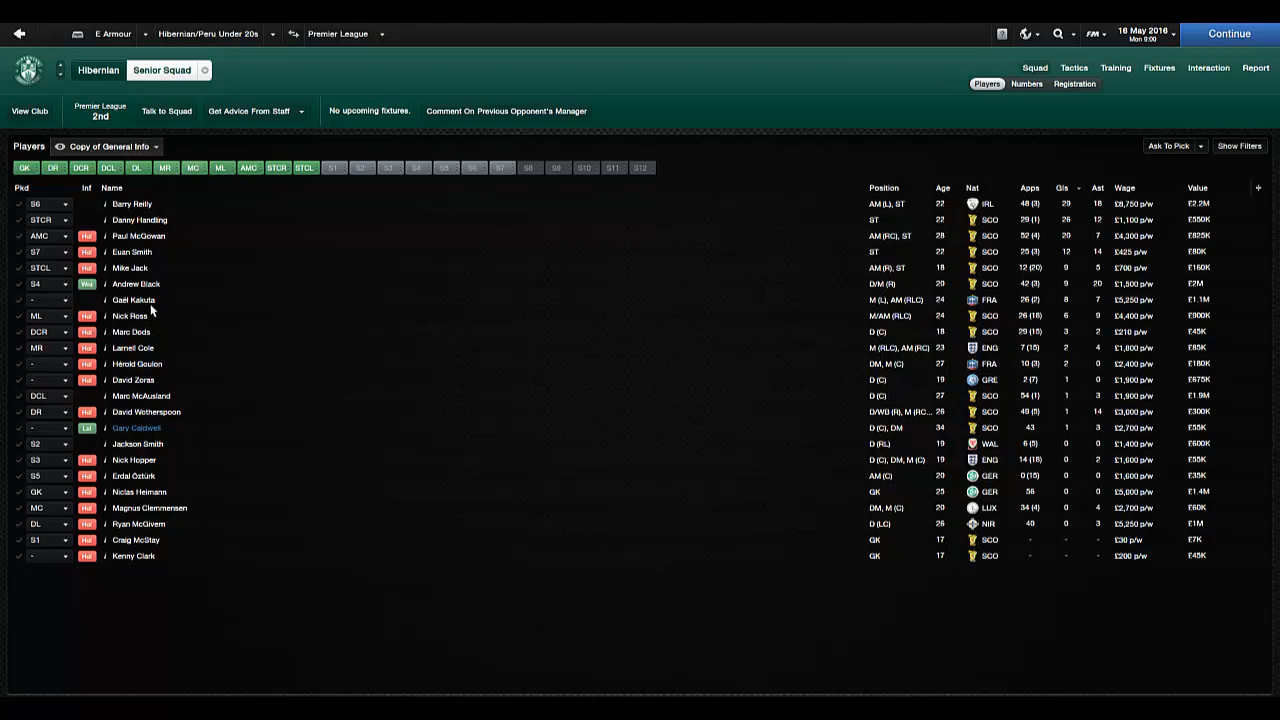 E Armour Hibernian/Peru Under 20s Premier League FM 16 May 2016 Mon 9:00 Continue
Hibernian Senior Squad Squad Tactics Training Fixtures Interaction Report
Players Numbers Registration
View Club Premier League 2nd Talk to Squad Get Advice From Staff No upcoming fixtures. Comment On Previous Opponent's Manager
Players Copy of General Info Ask To Pick Show Filters
GK DR DCR DCL DL MR MC ML AMC STCR STCL S1 S2 S3 S4 S5 S6 S7 S8 S9 S10 S11 S12
Pkd Inf Name Position Age Nat Apps Gls Ast Wage Value
S6 i Barry Reilly AM (L), ST 22 IRL 48 (3) 29 18 £8,750 p/w £2.2M
STCR i Danny Handling ST 22 SCO 29 (1) 26 12 £1,100 p/w £550K
AMC Hol i Paul McGowan AM (RC), ST 28 SCO 52 (4) 20 7 £4,300 p/w £825K
S7 Hol i Euan Smith ST 22 SCO 25 (3) 12 14 £425 p/w £80K
STCL Hol i Mike Jack AM (R), ST 18 SCO 12 (20) 9 5 £700 p/w £160K
S4 Wnt i Andrew Black D/M (R) 20 SCO 42 (3) 9 20 £1,500 p/w £2M
- i Gaël Kakuta M (L), AM (RLC) 24 FRA 26 (2) 8 7 £5,250 p/w £1.1M
ML Hol i Nick Ross M/AM (RLC) 24 SCO 26 (18) 6 9 £4,400 p/w £900K
DCR Hol i Marc Dods D (C) 18 SCO 29 (15) 3 2 £210 p/w £45K
MR Hol i Larnell Cole M (RLC), AM (RC) 23 ENG 7 (15) 2 4 £1,800 p/w £85K
- Hol i Hérold Goulon DM, M (C) 27 FRA 10 (3) 2 0 £2,400 p/w £180K
- Hol i David Zoras D (C) 19 GRE 2 (7) 1 0 £1,900 p/w £675K
DCL i Marc McAusland D (C) 27 SCO 54 (1) 1 3 £1,900 p/w £1.9M
DR Hol i David Wotherspoon D/WB (R), M (RC... 26 SCO 49 (5) 1 14 £3,000 p/w £300K
- Lst i Gary Caldwell D (C), DM 34 SCO 43 1 3 £2,700 p/w £55K
S2 i Jackson Smith D (RL) 19 WAL 6 (5) 0 0 £1,400 p/w £600K
S3 Hol i Nick Hopper D (C), DM, M (C) 19 ENG 14 (18) 0 2 £1,600 p/w £55K
S5 Hol i Erdal Öztürk AM (C) 20 GER 0 (15) 0 0 £1,600 p/w £35K
GK Hol i Niclas Heimann GK 25 GER 56 0 0 £5,000 p/w £1.4M
MC Hol i Magnus Clemmensen DM, M (C) 20 LUX 34 (4) 0 4 £2,700 p/w £60K
DL Hol i Ryan McGivern D (LC) 26 NIR 40 0 3 £5,250 p/w £1M
S1 Hol i Craig McStay GK 17 SCO - - - £30 p/w £7K
- Hol i Kenny Clark GK 17 SCO - - - £200 p/w £45K